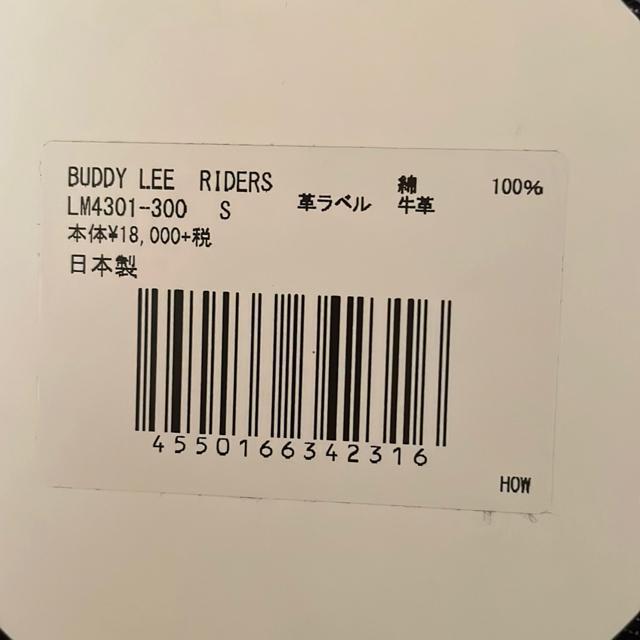 BUDDY LEE RIDERS 綿 100%
LM4301-300 S 革ラベル 牛革
本体¥18,000+税
日本製
4550166342316
HOW